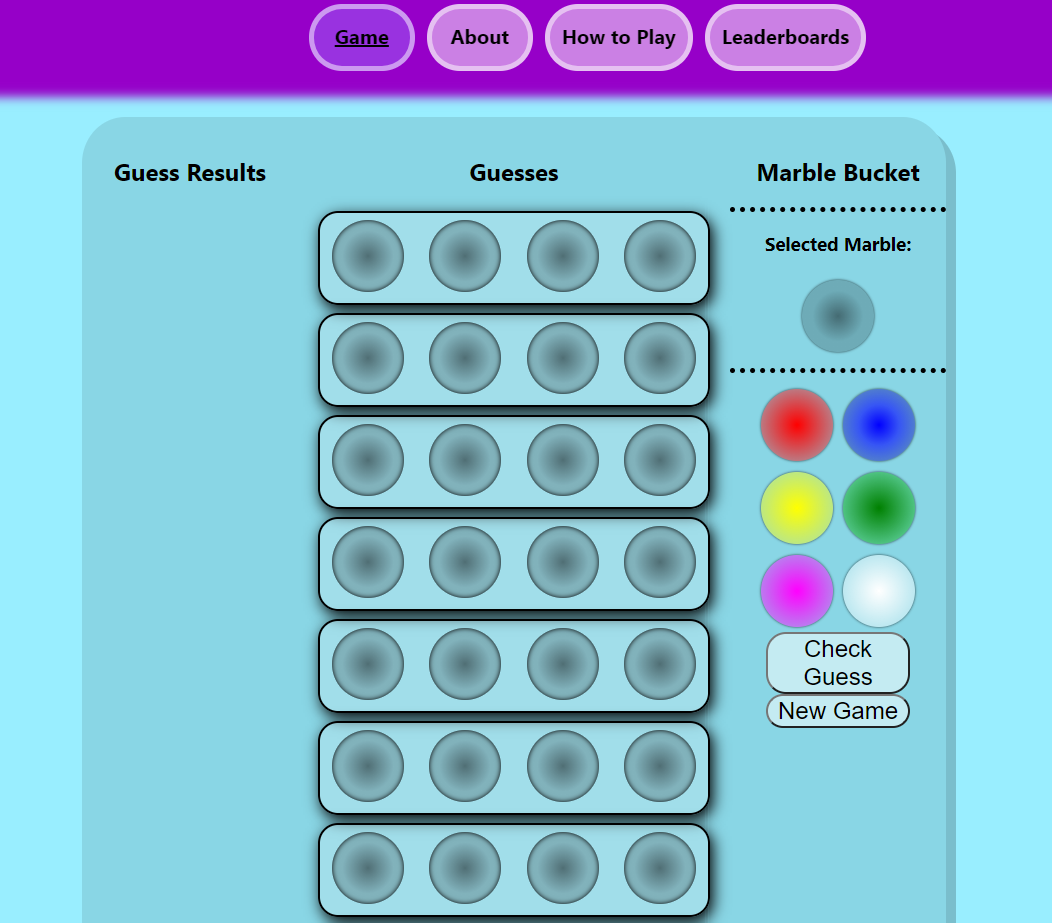 Game About How to Play Leaderboards
Guess Results Guesses Marble Bucket
Selected Marble:
Check
Guess
New Game